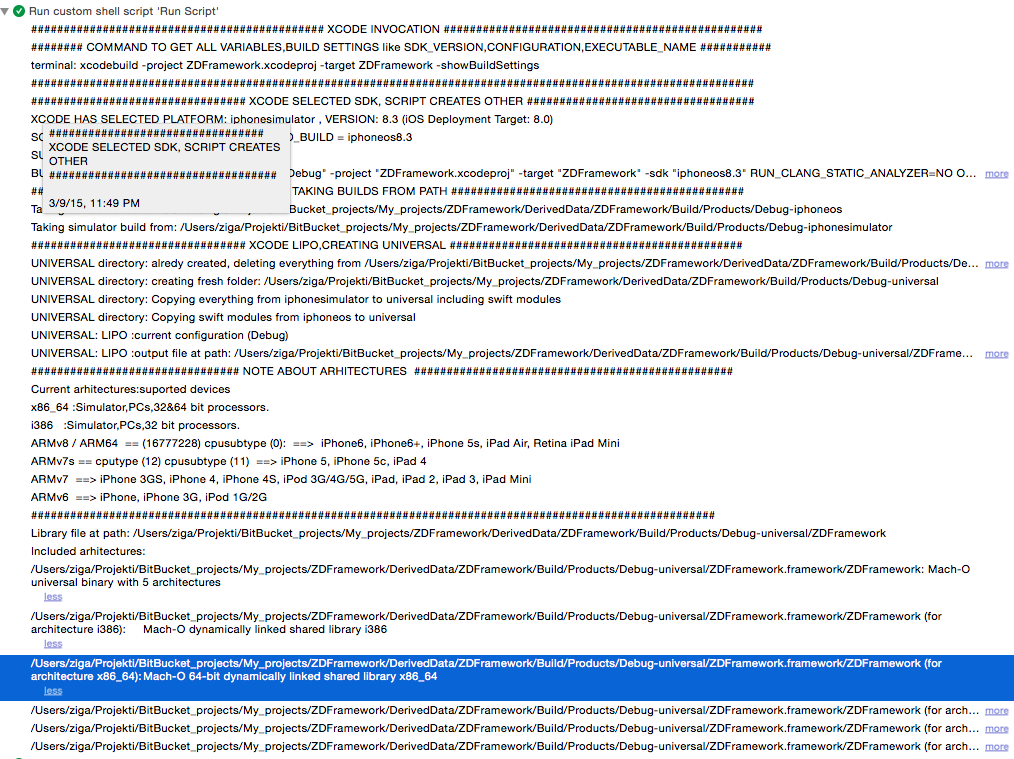 Run custom shell script 'Run Script'
############################################ XCODE INVOCATION ################################################
######## COMMAND TO GET ALL VARIABLES,BUILD SETTINGS like SDK_VERSION,CONFIGURATION,EXECUTABLE_NAME ###########
terminal: xcodebuild -project ZDFramework.xcodeproj -target ZDFramework -showBuildSettings
##############################################################################################################
################################# XCODE SELECTED SDK, SCRIPT CREATES OTHER ###################################
XCODE HAS SELECTED PLATFORM: iphonesimulator , VERSION: 8.3 (iOS Deployment Target: 8.0)
O_BUILD = iphoneos8.3
#################################
XCODE SELECTED SDK, SCRIPT CREATES
OTHER
###################################
3/9/15, 11:49 PM
Debug" -project "ZDFramework.xcodeproj" -target "ZDFramework" -sdk "iphoneos8.3" RUN_CLANG_STATIC_ANALYZER=NO O... more
## TAKING BUILDS FROM PATH #############################################
Bucket_projects/My_projects/ZDFramework/DerivedData/ZDFramework/Build/Products/Debug-iphoneos
Taking simulator build from: /Users/ziga/Projekti/BitBucket_projects/My_projects/ZDFramework/DerivedData/ZDFramework/Build/Products/Debug-iphonesimulator
################################# XCODE LIPO,CREATING UNIVERSAL #############################################
UNIVERSAL directory: alredy created, deleting everything from /Users/ziga/Projekti/BitBucket_projects/My_projects/ZDFramework/DerivedData/ZDFramework/Build/Products/De... more
UNIVERSAL directory: creating fresh folder: /Users/ziga/Projekti/BitBucket_projects/My_projects/ZDFramework/DerivedData/ZDFramework/Build/Products/Debug-universal
UNIVERSAL directory: Copying everything from iphonesimulator to universal including swift modules
UNIVERSAL directory: Copying swift modules from iphoneos to universal
UNIVERSAL: LIPO :current configuration (Debug)
UNIVERSAL: LIPO :output file at path: /Users/ziga/Projekti/BitBucket_projects/My_projects/ZDFramework/DerivedData/ZDFramework/Build/Products/Debug-universal/ZDFrame... more
################################ NOTE ABOUT ARHITECTURES #################################################
Current arhitectures:suported devices
x86_64 :Simulator,PCs,32&64 bit processors.
i386 :Simulator,PCs,32 bit processors.
ARMv8 / ARM64 == (16777228) cpusubtype (0): ==> iPhone6, iPhone6+, iPhone 5s, iPad Air, Retina iPad Mini
ARMv7s == cputype (12) cpusubtype (11) ==> iPhone 5, iPhone 5c, iPad 4
ARMv7 ==> iPhone 3GS, iPhone 4, iPhone 4S, iPod 3G/4G/5G, iPad, iPad 2, iPad 3, iPad Mini
ARMv6 ==> iPhone, iPhone 3G, iPod 1G/2G
#########################################################################################################
Library file at path: /Users/ziga/Projekti/BitBucket_projects/My_projects/ZDFramework/DerivedData/ZDFramework/Build/Products/Debug-universal/ZDFramework
Included arhitectures:
/Users/ziga/Projekti/BitBucket_projects/My_projects/ZDFramework/DerivedData/ZDFramework/Build/Products/Debug-universal/ZDFramework.framework/ZDFramework: Mach-O
universal binary with 5 architectures
less
/Users/ziga/Projekti/BitBucket_projects/My_projects/ZDFramework/DerivedData/ZDFramework/Build/Products/Debug-universal/ZDFramework.framework/ZDFramework (for
architecture i386): Mach-O dynamically linked shared library i386
less
/Users/ziga/Projekti/BitBucket_projects/My_projects/ZDFramework/DerivedData/ZDFramework/Build/Products/Debug-universal/ZDFramework.framework/ZDFramework (for
architecture x86_64): Mach-O 64-bit dynamically linked shared library x86_64
less
/Users/ziga/Projekti/BitBucket_projects/My_projects/ZDFramework/DerivedData/ZDFramework/Build/Products/Debug-universal/ZDFramework.framework/ZDFramework (for arch... more
/Users/ziga/Projekti/BitBucket_projects/My_projects/ZDFramework/DerivedData/ZDFramework/Build/Products/Debug-universal/ZDFramework.framework/ZDFramework (for arch... more
/Users/ziga/Projekti/BitBucket_projects/My_projects/ZDFramework/DerivedData/ZDFramework/Build/Products/Debug-universal/ZDFramework.framework/ZDFramework (for arch... more